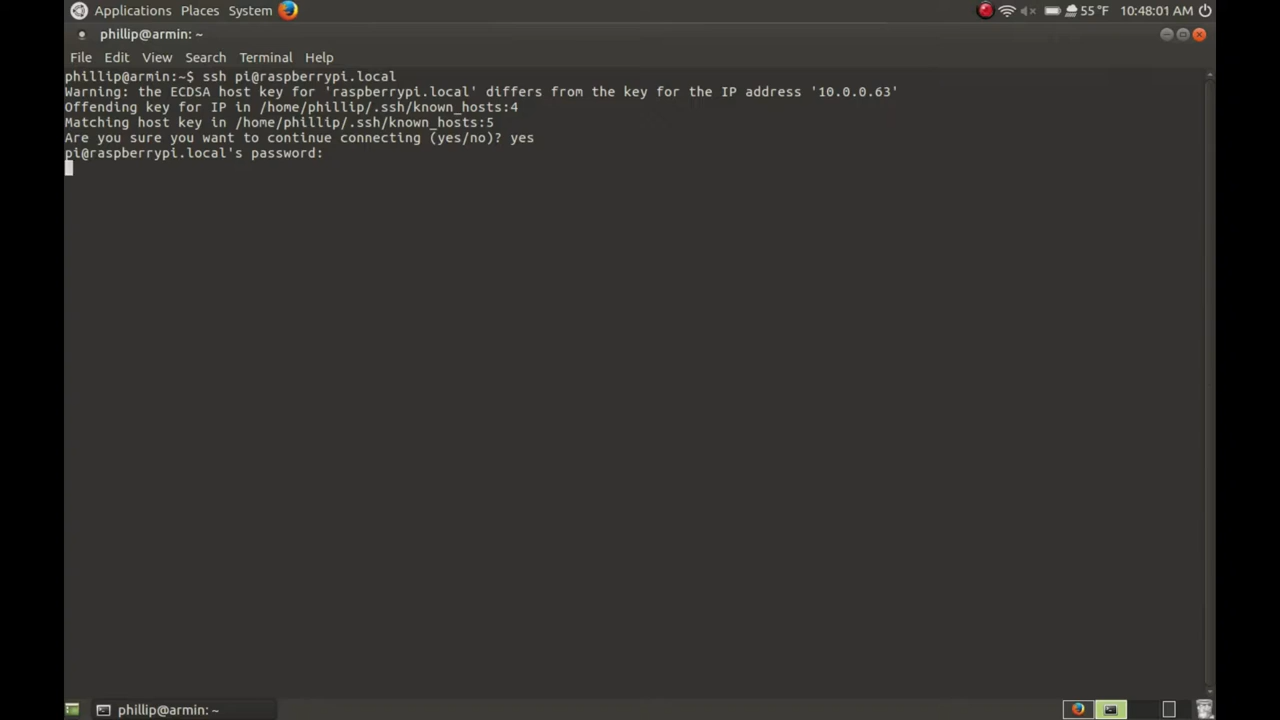 Applications Places System 55 °F 10:48:01 AM
phillip@armin: ~
File Edit View Search Terminal Help
phillip@armin:~$ ssh pi@raspberrypi.local
Warning: the ECDSA host key for 'raspberrypi.local' differs from the key for the IP address '10.0.0.63'
Offending key for IP in /home/phillip/.ssh/known_hosts:4
Matching host key in /home/phillip/.ssh/known_hosts:5
Are you sure you want to continue connecting (yes/no)? yes
pi@raspberrypi.local's password:
phillip@armin: ~